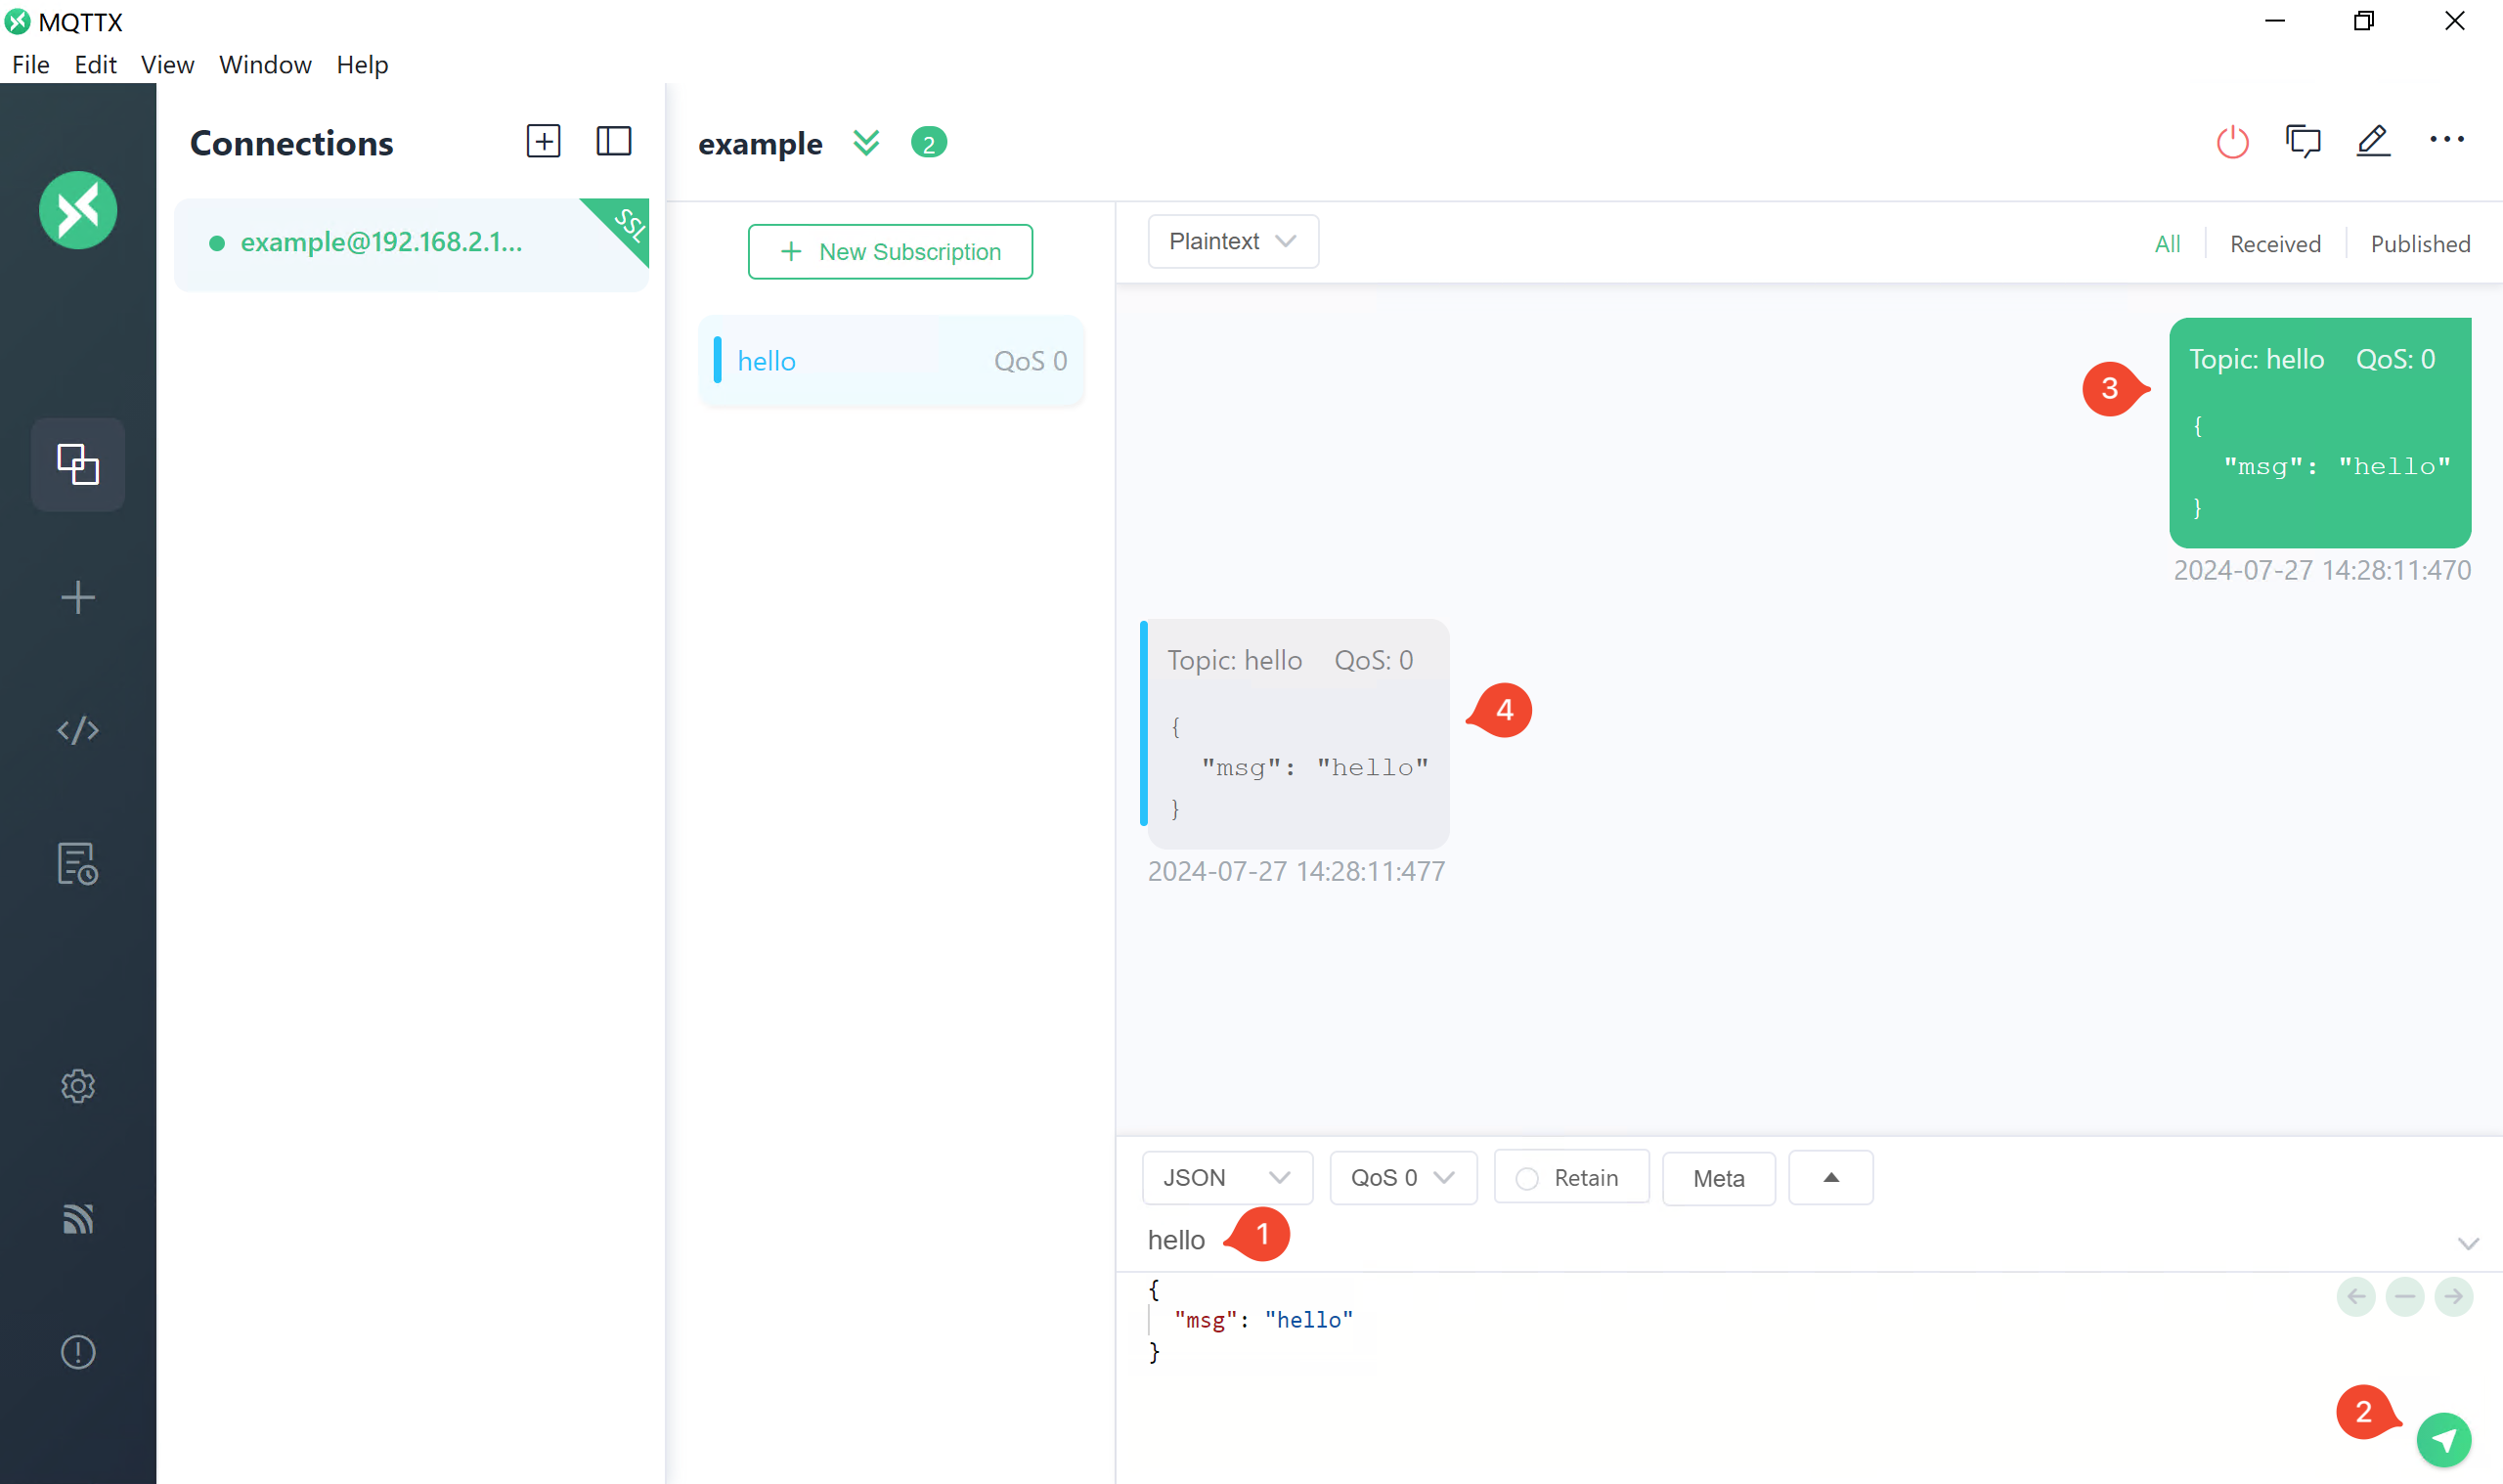 MQTTX
File Edit View Window Help
Connections
example@192.168.2.1...
SSL
example 2
New Subscription
hello QoS 0
Plaintext
All Received Published
3
Topic: hello QoS: 0
{
"msg": "hello"
}
2024-07-27 14:28:11:470
Topic: hello QoS: 0
{
"msg": "hello"
}
4
2024-07-27 14:28:11:477
JSON QoS 0 Retain Meta
hello 1
{
"msg": "hello"
}
2